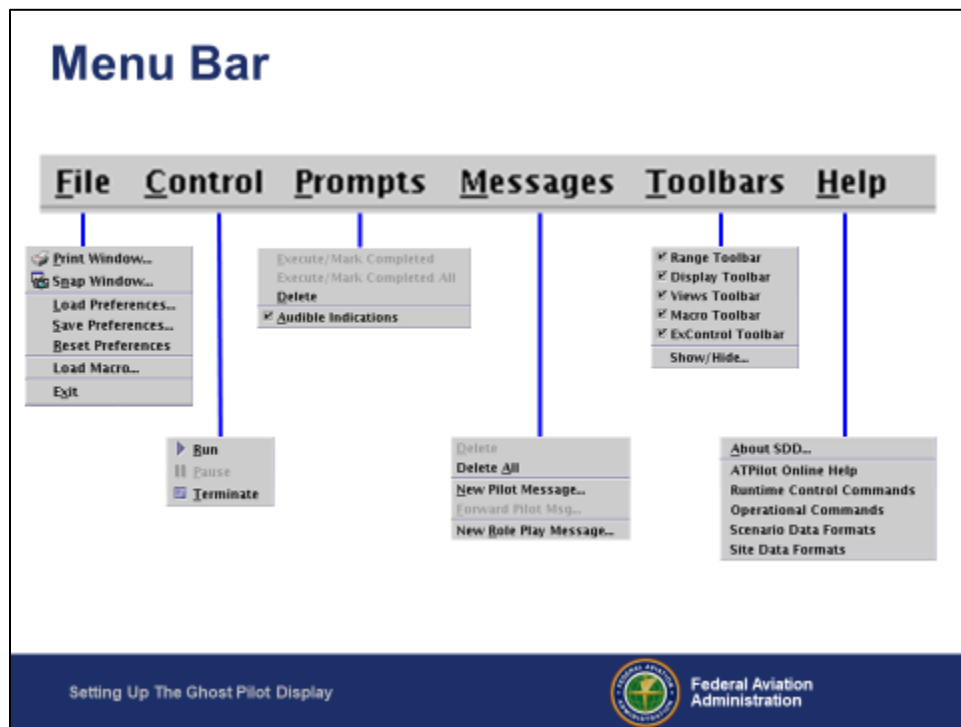 Menu Bar
File Control Prompts Messages Toolbars Help
Print Window...
Snap Window...
Load Preferences...
Save Preferences...
Reset Preferences
Load Macro...
Exit
Execute/Mark Completed
Execute/Mark Completed All
Delete
Audible Indications
Range Toolbar
Display Toolbar
Views Toolbar
Macro Toolbar
ExControl Toolbar
Show/Hide...
Run
Pause
Terminate
Delete
Delete All
New Pilot Message...
Forward Pilot Msg...
New Role Play Message...
About SDD...
ATPilot Online Help
Runtime Control Commands
Operational Commands
Scenario Data Formats
Site Data Formats
Setting Up The Ghost Pilot Display
Federal Aviation
Administration